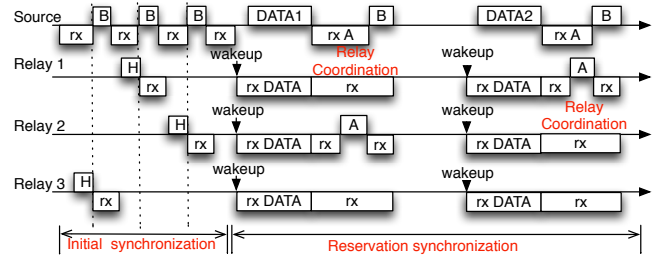 Source B B B DATA1 B DATA2 B
rx rx rx rx rx A rx A
wakeup Relay Coordination
Relay 1 H wakeup A
rx rx DATA rx rx DATA rx rx
Relay Coordination
Relay 2 H wakeup A wakeup
rx rx DATA rx rx rx DATA rx
Relay 3 H wakeup wakeup
rx rx DATA rx rx DATA rx
Initial synchronization Reservation synchronization